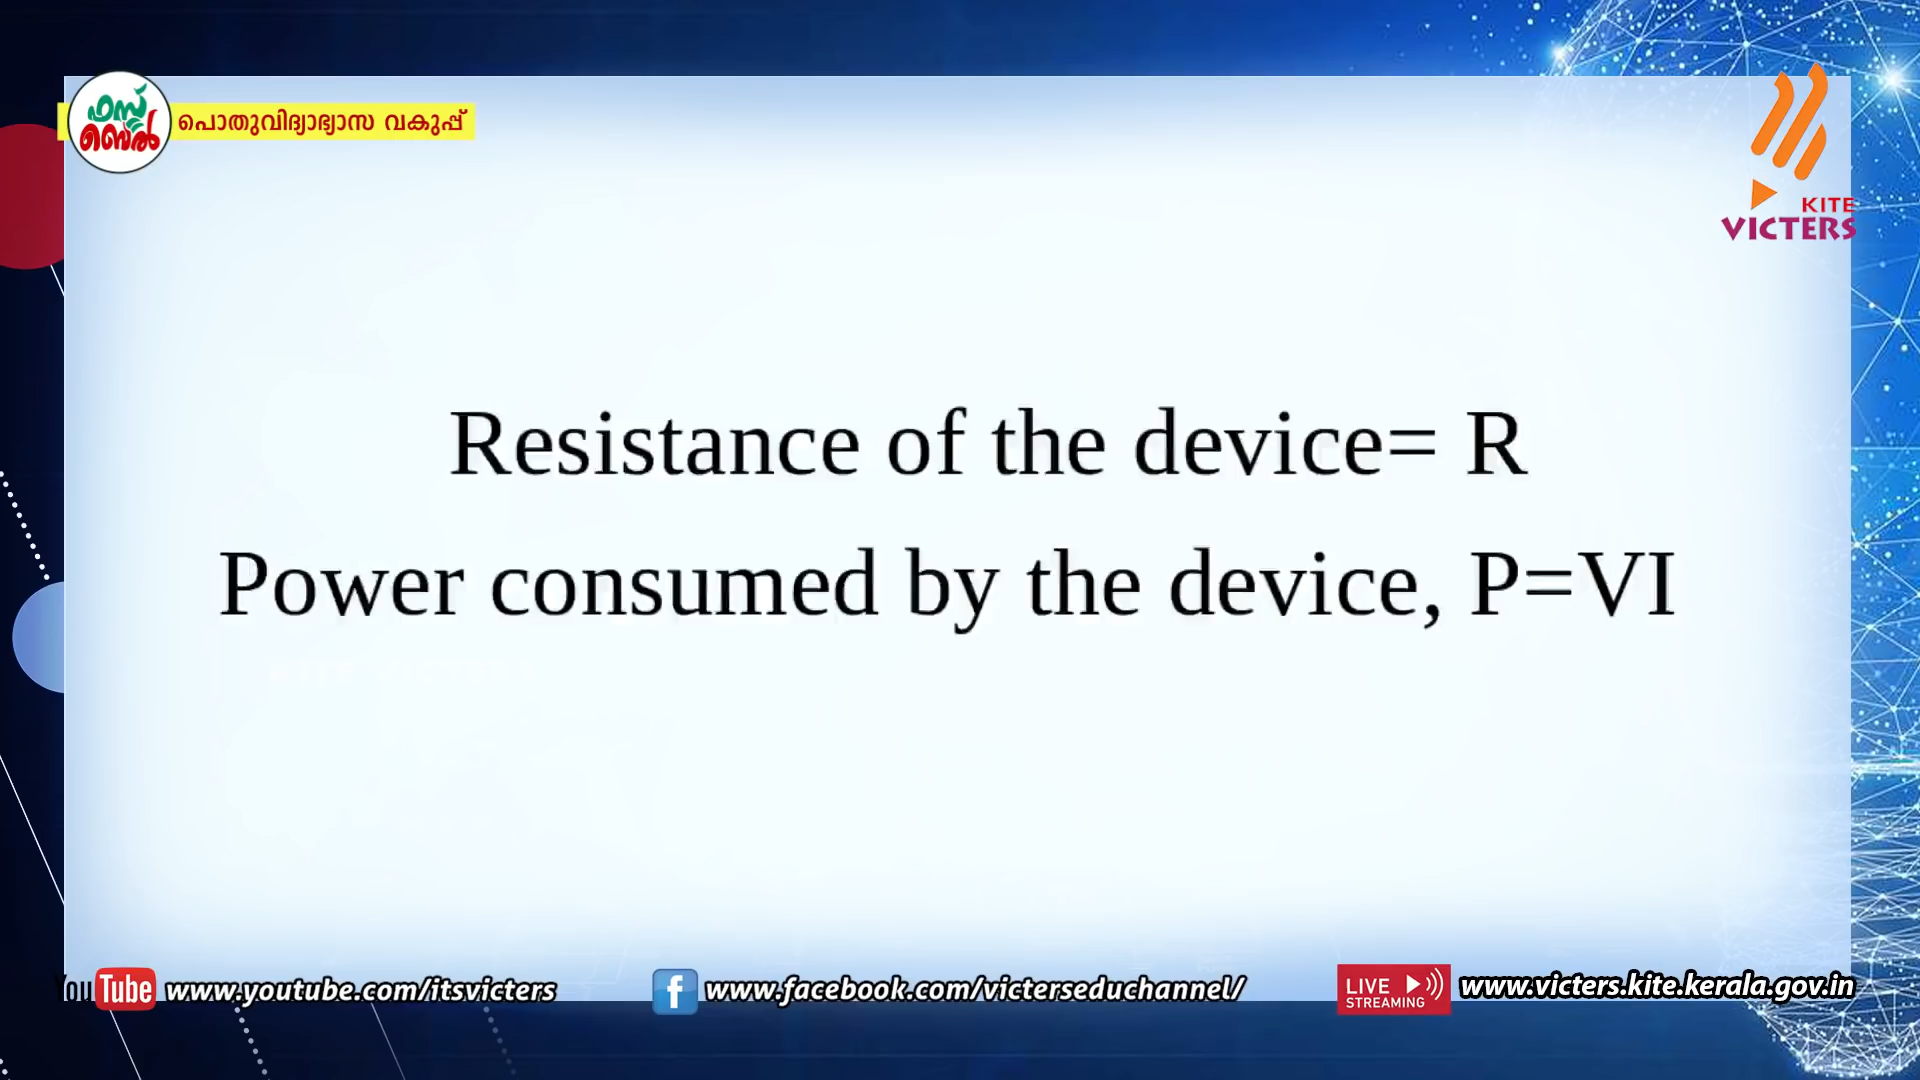 ഫസ്റ്റ്
ബെൽ
പൊതുവിദ്യാഭ്യാസ വകുപ്പ്
KITE
VICTERS
Resistance of the device= R
Power consumed by the device, P=VI
YouTube www.youtube.com/itsvicters
f www.facebook.com/victerseduchannel/
LIVE
STREAMING
www.victers.kite.kerala.gov.in